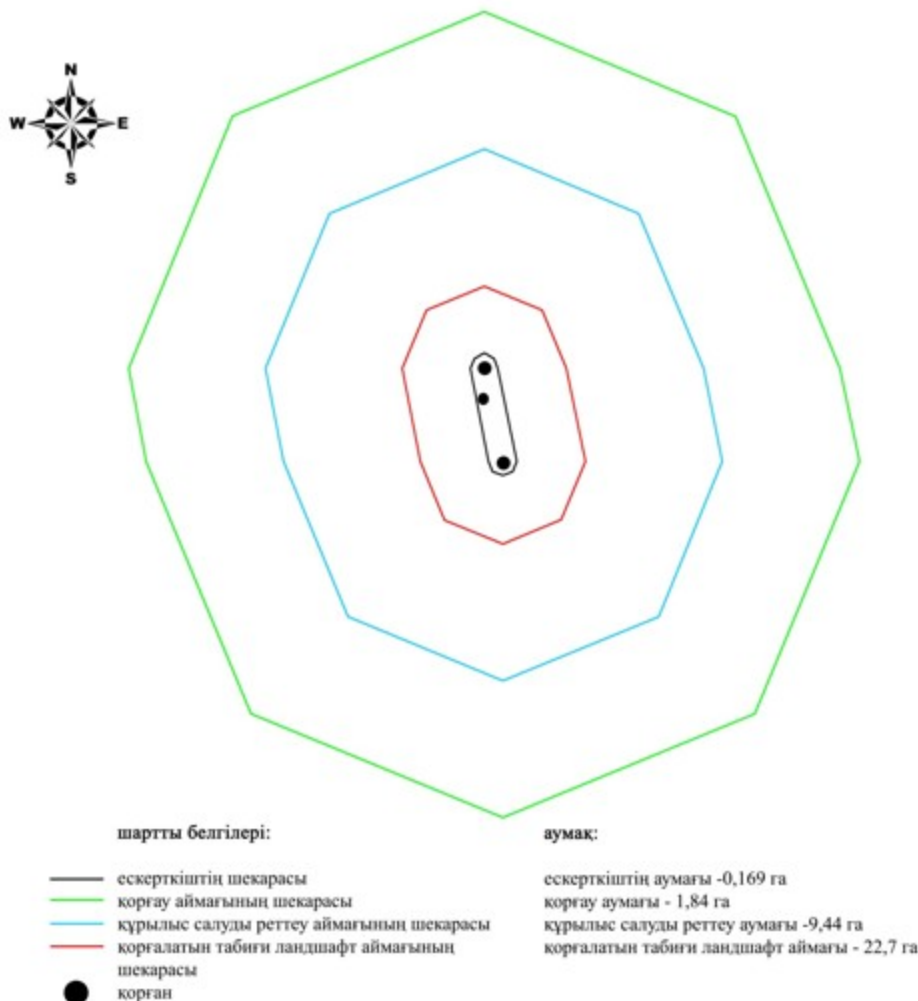 N
W E
S
шартты белгілері: аумақ:
ескерткіштің шекарасы ескерткіштің аумағы -0,169 га
қорғау аймағының шекарасы қорғау аумағы - 1,84 га
құрылыс салуды реттеу аймағының шекарасы құрылыс салуды реттеу аумағы -9,44 га
қорғалатын табиғи ландшафт аймағының қорғалатын табиғи ландшафт аймағы - 22,7 га
шекарасы
қорған